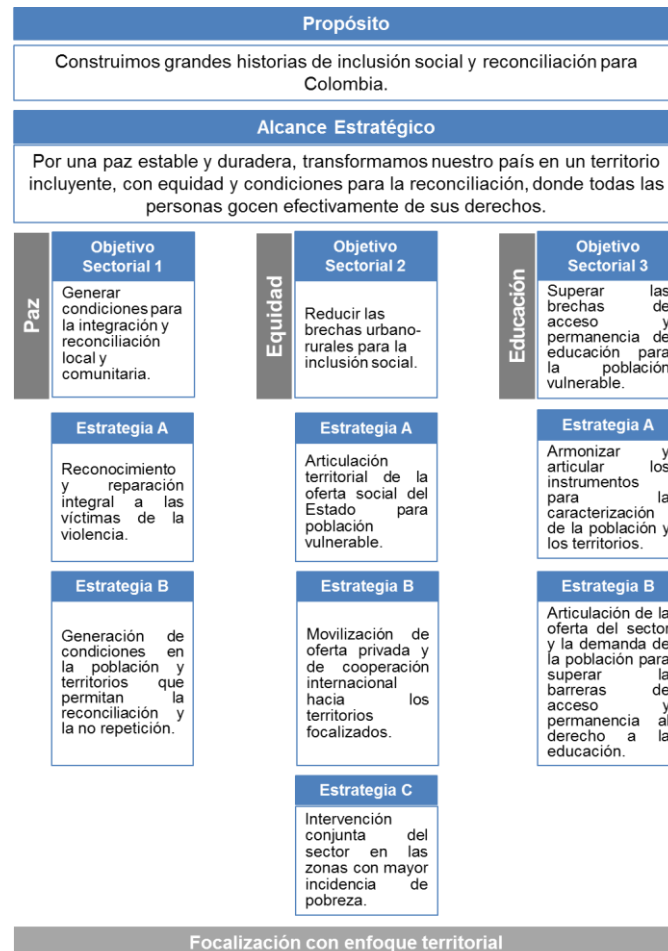 Propósito
Construimos grandes historias de inclusión social y reconciliación para
Colombia.
Alcance Estratégico
Por una paz estable y duradera, transformamos nuestro país en un territorio
incluyente, con equidad y condiciones para la reconciliación, donde todas las
personas gocen efectivamente de sus derechos.
Paz
Objetivo
Sectorial 1
Generar
condiciones para
la integración y
reconciliación
local y
comunitaria.
Estrategia A
Reconocimiento
y reparación
integral a las
víctimas de la
violencia.
Estrategia B
Generación de
condiciones en
la población y
territorios que
permitan la
reconciliación y
la no repetición.
Equidad
Objetivo
Sectorial 2
Reducir las
brechas urbano-
rurales para la
inclusión social.
Estrategia A
Articulación
territorial de la
oferta social del
Estado para
población
vulnerable.
Estrategia B
Movilización de
oferta privada y
de cooperación
internacional
hacia los
territorios
focalizados.
Estrategia C
Intervención
conjunta del
sector en las
zonas con mayor
incidencia de
pobreza.
Educación
Objetivo
Sectorial 3
Superar las
brechas de
acceso y
permanencia de
educación para
la población
vulnerable.
Estrategia A
Armonizar y
articular los
instrumentos
para la
caracterización
de la población y
los territorios.
Estrategia B
Articulación de la
oferta del sector
y la demanda de
la población para
superar la
barreras de
acceso y
permanencia al
derecho a la
educación.
Focalización con enfoque territorial